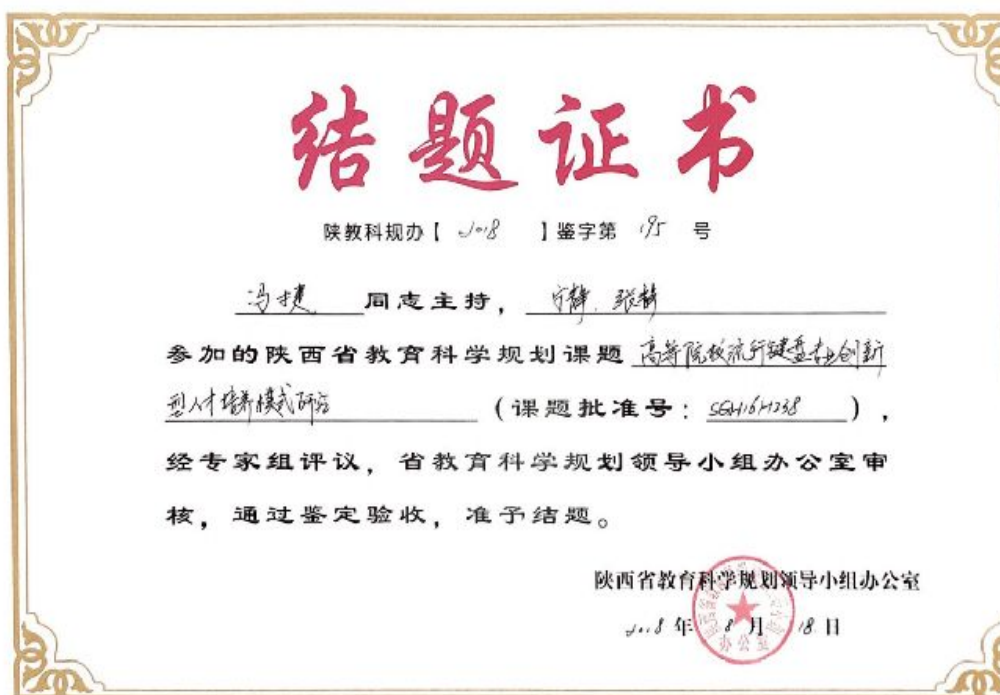 结题证书
陕教科规办【 2018 】鉴字第 195 号
冯捷 同志主持， 宁静、张静
参加的陕西省教育科学规划课题 高等院校流行键盘专业创新
型人才培养模式研究 （课题批准号：SGH16H238），
经专家组评议，省教育科学规划领导小组办公室审
核，通过鉴定验收，准予结题。
陕西省教育科学规划领导小组办公室
2018 年 8 月 18 日